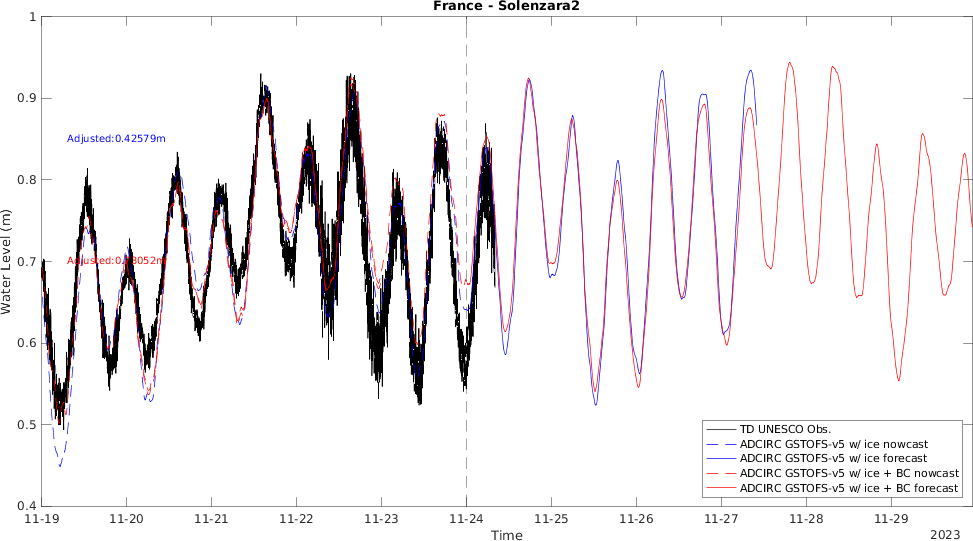 France - Solenzara2
1
0.9
0.8
0.7
0.6
0.5
0.4
Water Level (m)
Adjusted:0.42579m
TD UNESCO Obs.
ADCIRC GSTOFS-v5 w/ ice nowcast
ADCIRC GSTOFS-v5 w/ ice forecast
ADCIRC GSTOFS-v5 w/ ice + BC nowcast
ADCIRC GSTOFS-v5 w/ ice + BC forecast
11-19 11-20 11-21 11-22 11-23 11-24 11-25 11-26 11-27 11-28 11-29
Time
2023